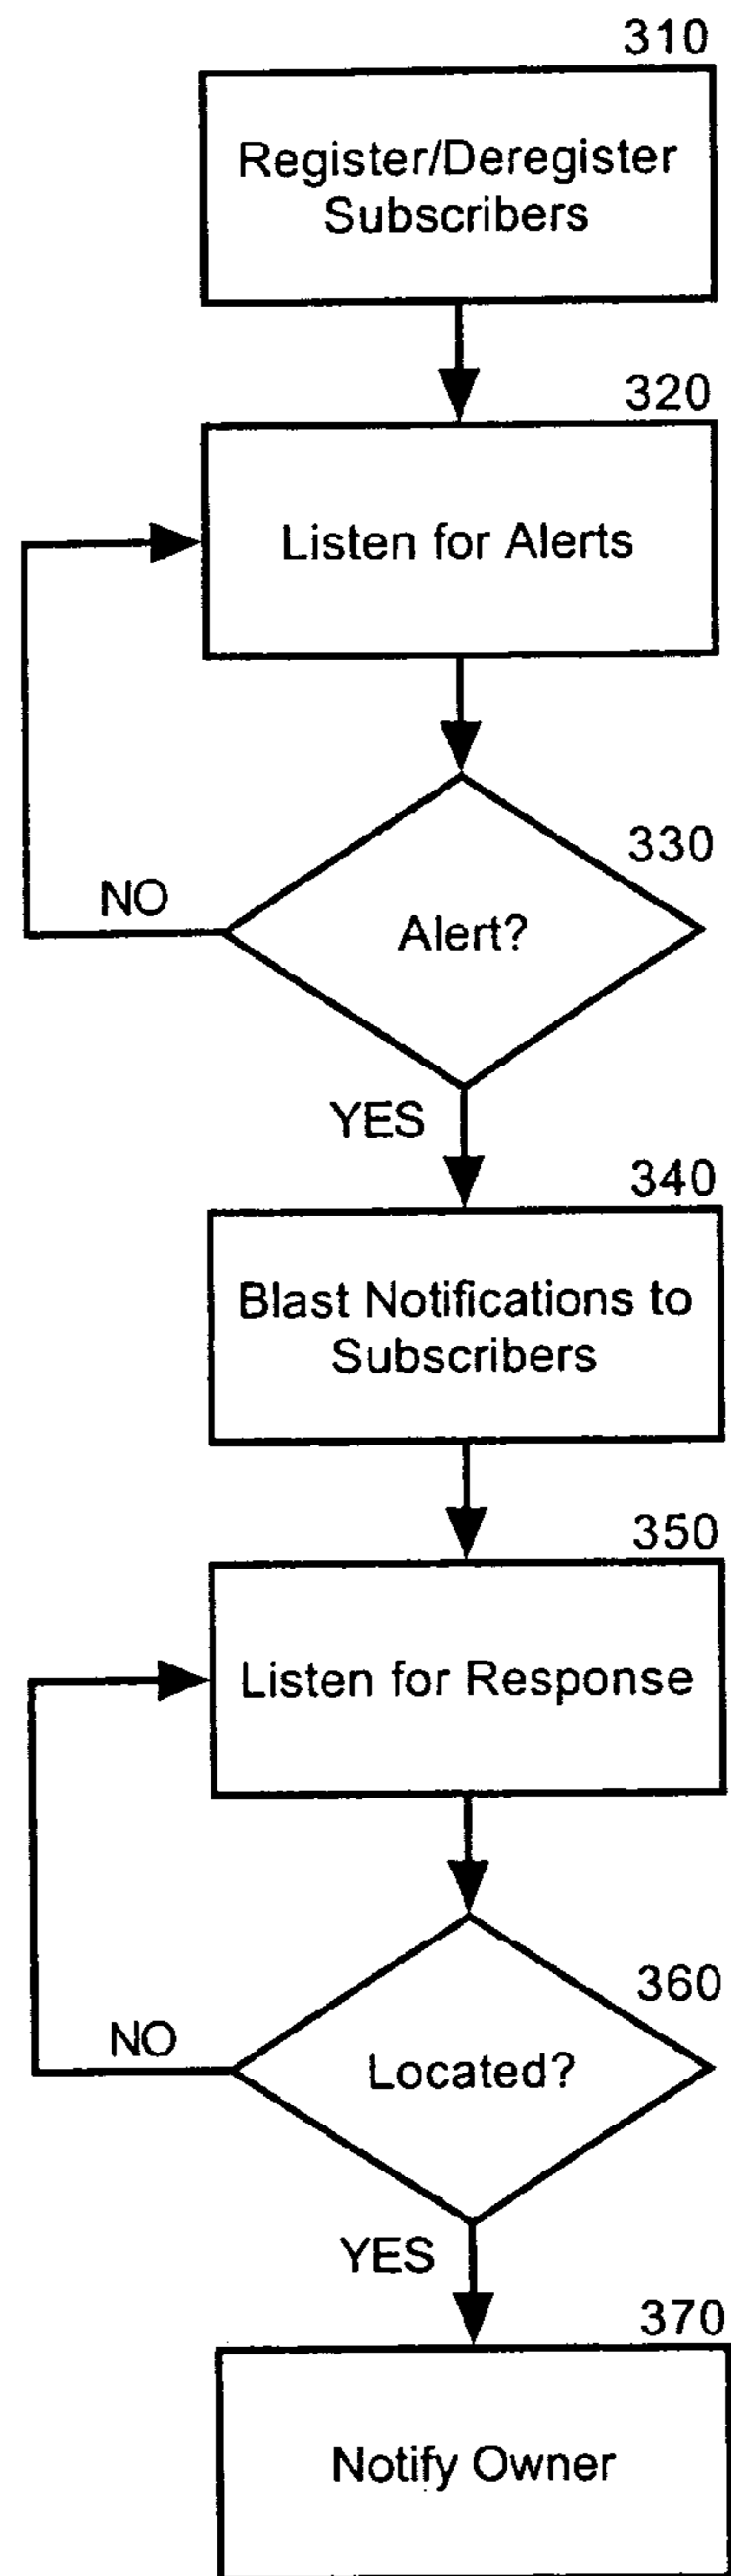 310
Register/Deregister
Subscribers
320
Listen for Alerts
330
Alert?
NO
YES
340
Blast Notifications to
Subscribers
350
Listen for Response
360
Located?
NO
YES
370
Notify Owner